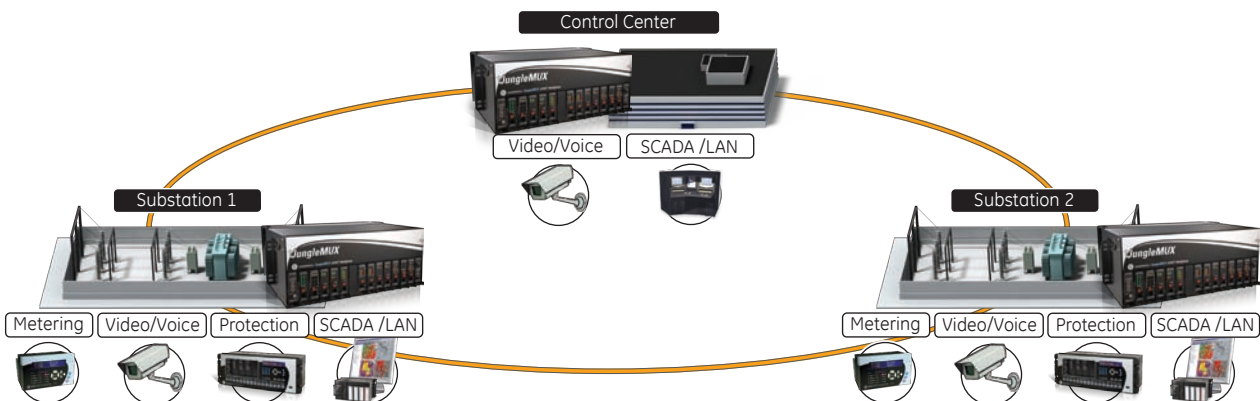 Control Center
JungleMUX
Video/Voice
SCADA /LAN
Substation 1
JungleMUX
Metering
Video/Voice
Protection
SCADA /LAN
Substation 2
JungleMUX
Metering
Video/Voice
Protection
SCADA /LAN